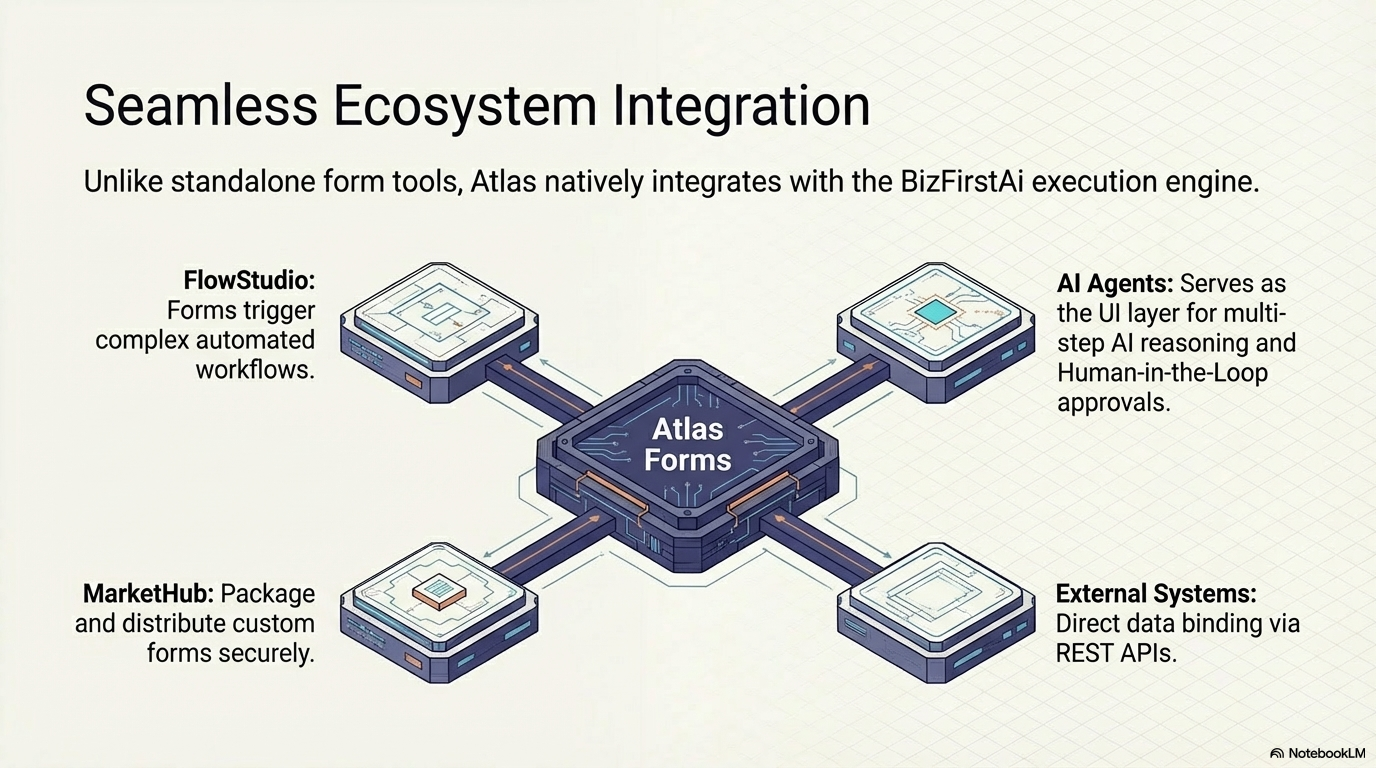 Seamless Ecosystem Integration
Unlike standalone form tools, Atlas natively integrates with the BizFirstAi execution engine.
FlowStudio:
Forms trigger
complex automated
workflows.
AI Agents: Serves as
the UI layer for multi-
step AI reasoning and
Human-in-the-Loop
approvals.
Atlas
Forms
MarketHub: Package
and distribute custom
forms securely.
External Systems:
Direct data binding via
REST APIs.
NotebookLM